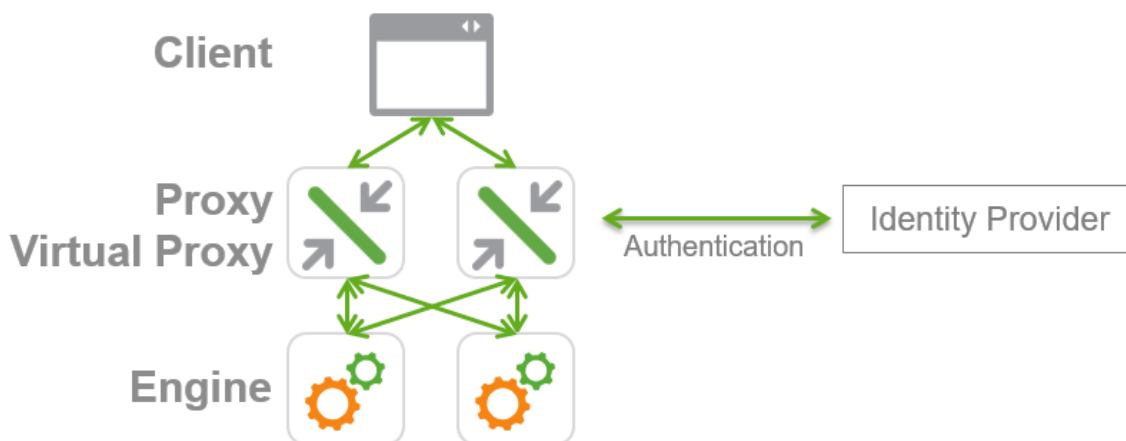 Client
Proxy
Virtual Proxy
Authentication
Identity Provider
Engine